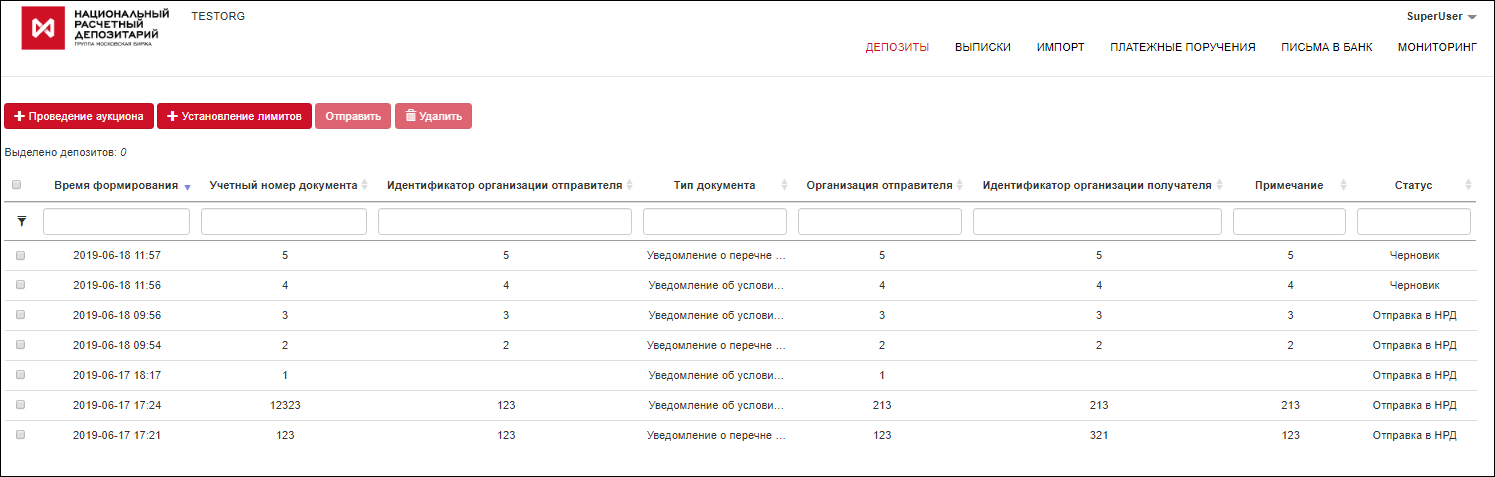 НАЦИОНАЛЬНЫЙ
РАСЧЕТНЫЙ
ДЕПОЗИТАРИЙ
ГРУППА МОСКОВСКАЯ БИРЖА
TESTORG
SuperUser
ДЕПОЗИТЫ ВЫПИСКИ ИМПОРТ ПЛАТЕЖНЫЕ ПОРУЧЕНИЯ ПИСЬМА В БАНК МОНИТОРИНГ
Проведение аукциона Установление лимитов Отправить Удалить
Выделено депозитов: 0
Время формирования Учетный номер документа Идентификатор организации отправителя Тип документа Организация отправителя Идентификатор организации получателя Примечание Статус
2019-06-18 11:57 5 5 Уведомление о перечне ... 5 5 5 Черновик
2019-06-18 11:56 4 4 Уведомление об услови... 4 4 4 Черновик
2019-06-18 09:56 3 3 Уведомление об услови... 3 3 3 Отправка в НРД
2019-06-18 09:54 2 2 Уведомление о перечне ... 2 2 2 Отправка в НРД
2019-06-17 18:17 1 Уведомление об услови... 1 Отправка в НРД
2019-06-17 17:24 12323 123 Уведомление об услови... 213 213 213 Отправка в НРД
2019-06-17 17:21 123 123 Уведомление о перечне ... 123 321 123 Отправка в НРД